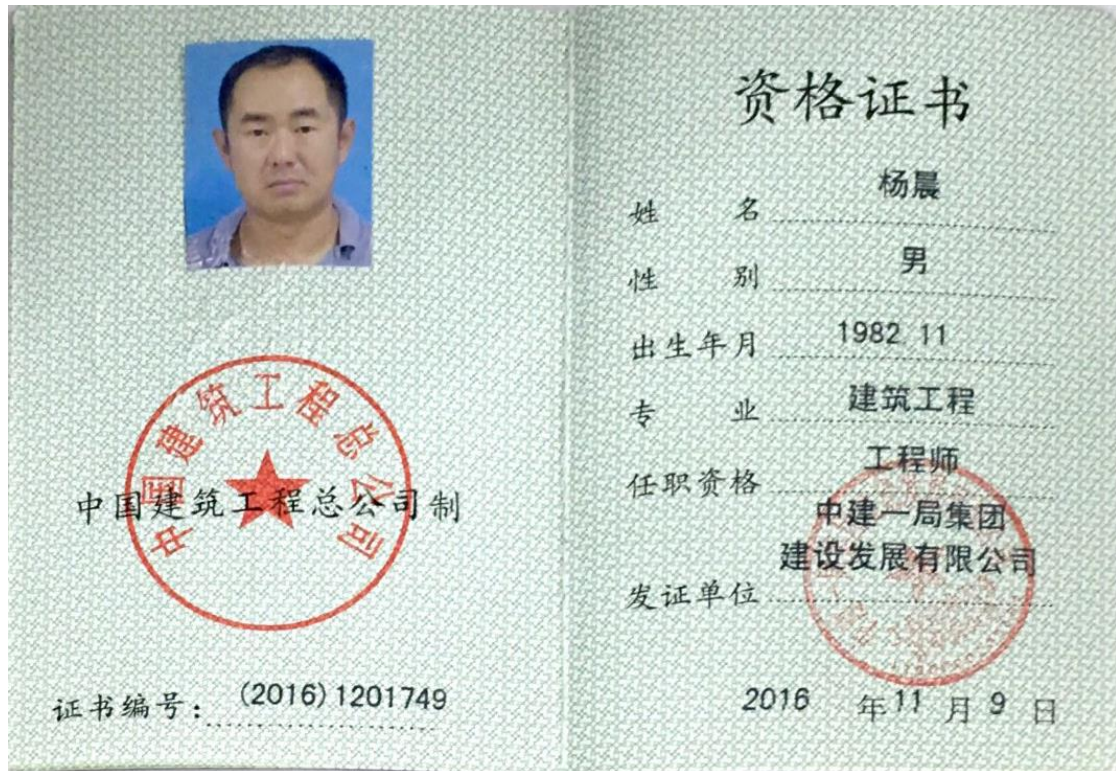 中国建筑工程总公司
中国建筑工程总公司制
证书编号：(2016)1201749
资格证书
姓 名 杨晨
性 别 男
出生年月 1982 11
专 业 建筑工程
任职资格 工程师
中建一局集团
建设发展有限公司
发证单位
2016 年 11 月 9 日